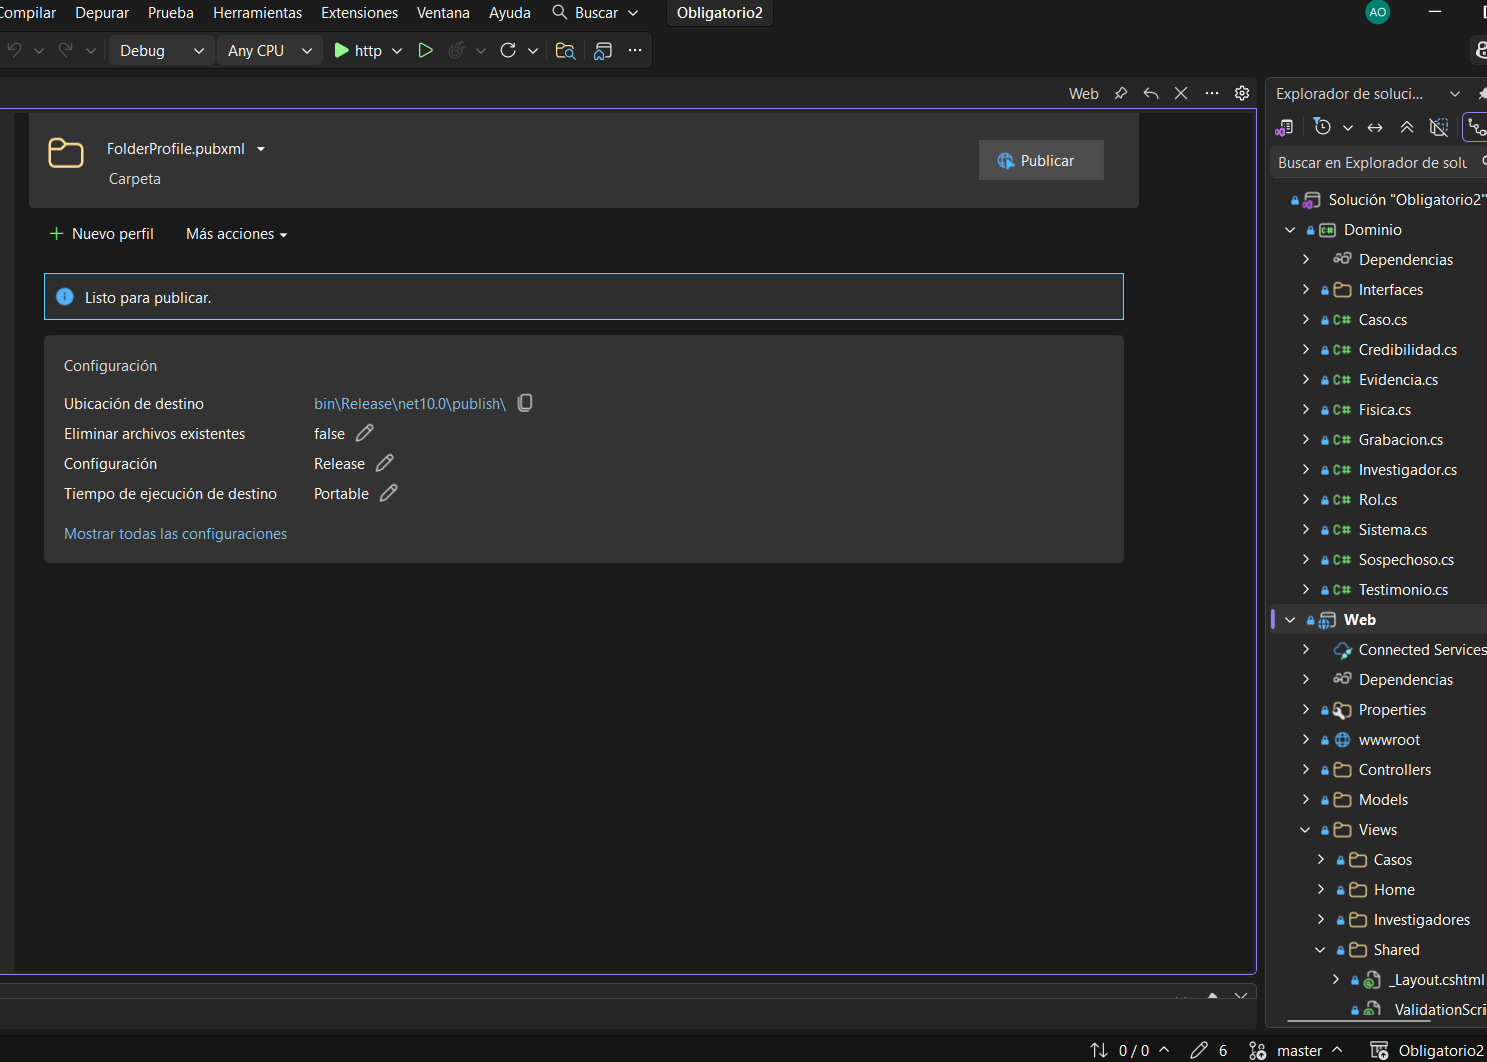 Compilar Depurar Prueba Herramientas Extensiones Ventana Ayuda Buscar Obligatorio2 AO
Debug Any CPU http
Web
FolderProfile.pubxml
Carpeta
Publicar
Nuevo perfil Más acciones
Listo para publicar.
Configuración
Ubicación de destino bin\Release\net10.0\publish\
Eliminar archivos existentes false
Configuración Release
Tiempo de ejecución de destino Portable
Mostrar todas las configuraciones
Explorador de soluci...
Buscar en Explorador de solu
Solución "Obligatorio2"
Dominio
Dependencias
Interfaces
C# Caso.cs
C# Credibilidad.cs
C# Evidencia.cs
C# Fisica.cs
C# Grabacion.cs
C# Investigador.cs
C# Rol.cs
C# Sistema.cs
C# Sospechoso.cs
C# Testimonio.cs
Web
Connected Services
Dependencias
Properties
wwwroot
Controllers
Models
Views
Casos
Home
Investigadores
Shared
_Layout.cshtml
ValidationScri
0 / 0 6 master Obligatorio2